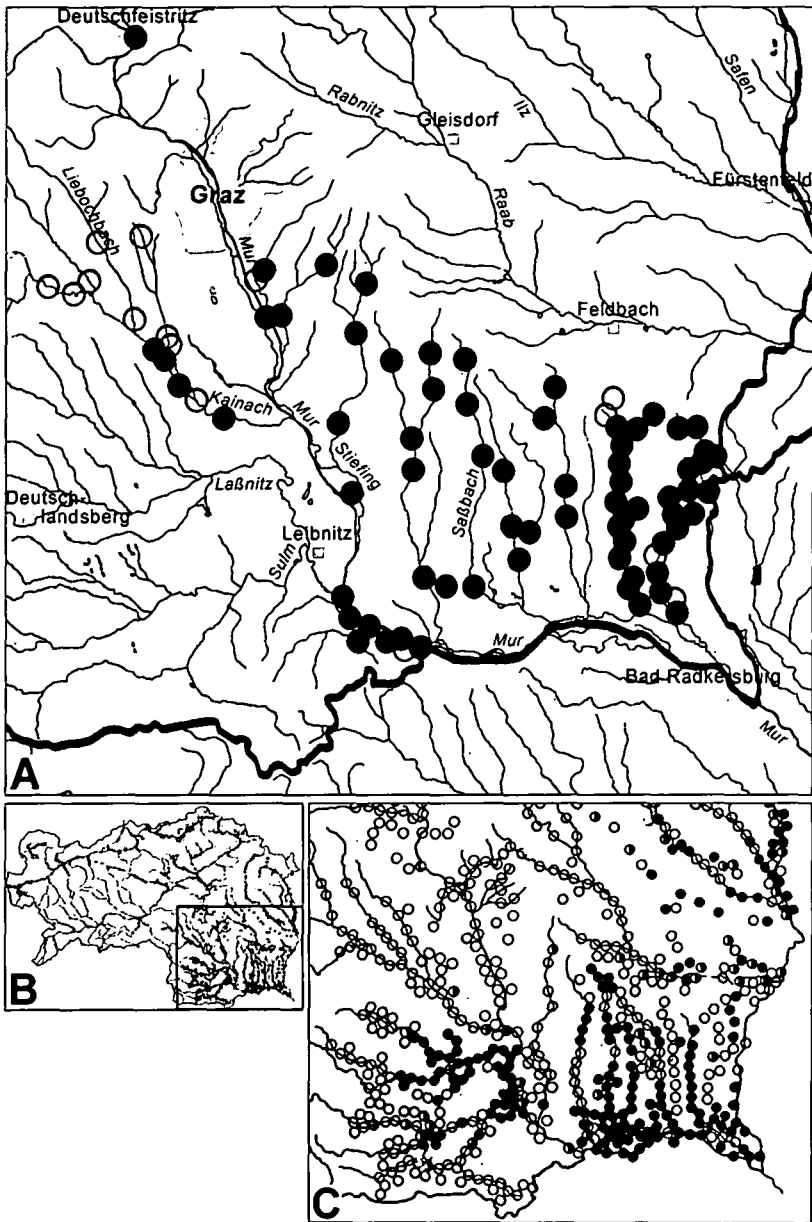 Deutschfeistritz
Safen
Rabnitz
Ilz
Gleisdorf
Liebochbach
Graz
Fürstenfeld
Mur
Raab
Feldbach
Kainach
Mur
Stiefing
Saßbach
Laßnitz
Deutsch-
landsberg
Leibnitz
Sulm
Mur
Bad Radkersburg
Mur
A
B
C